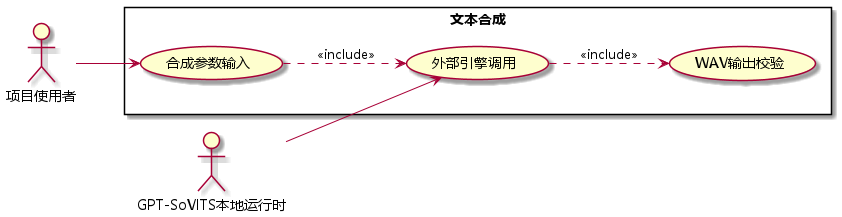 文本合成
项目使用者
合成参数输入
«include»
外部引擎调用
«include»
WAV输出校验
GPT-SoVITS本地运行时